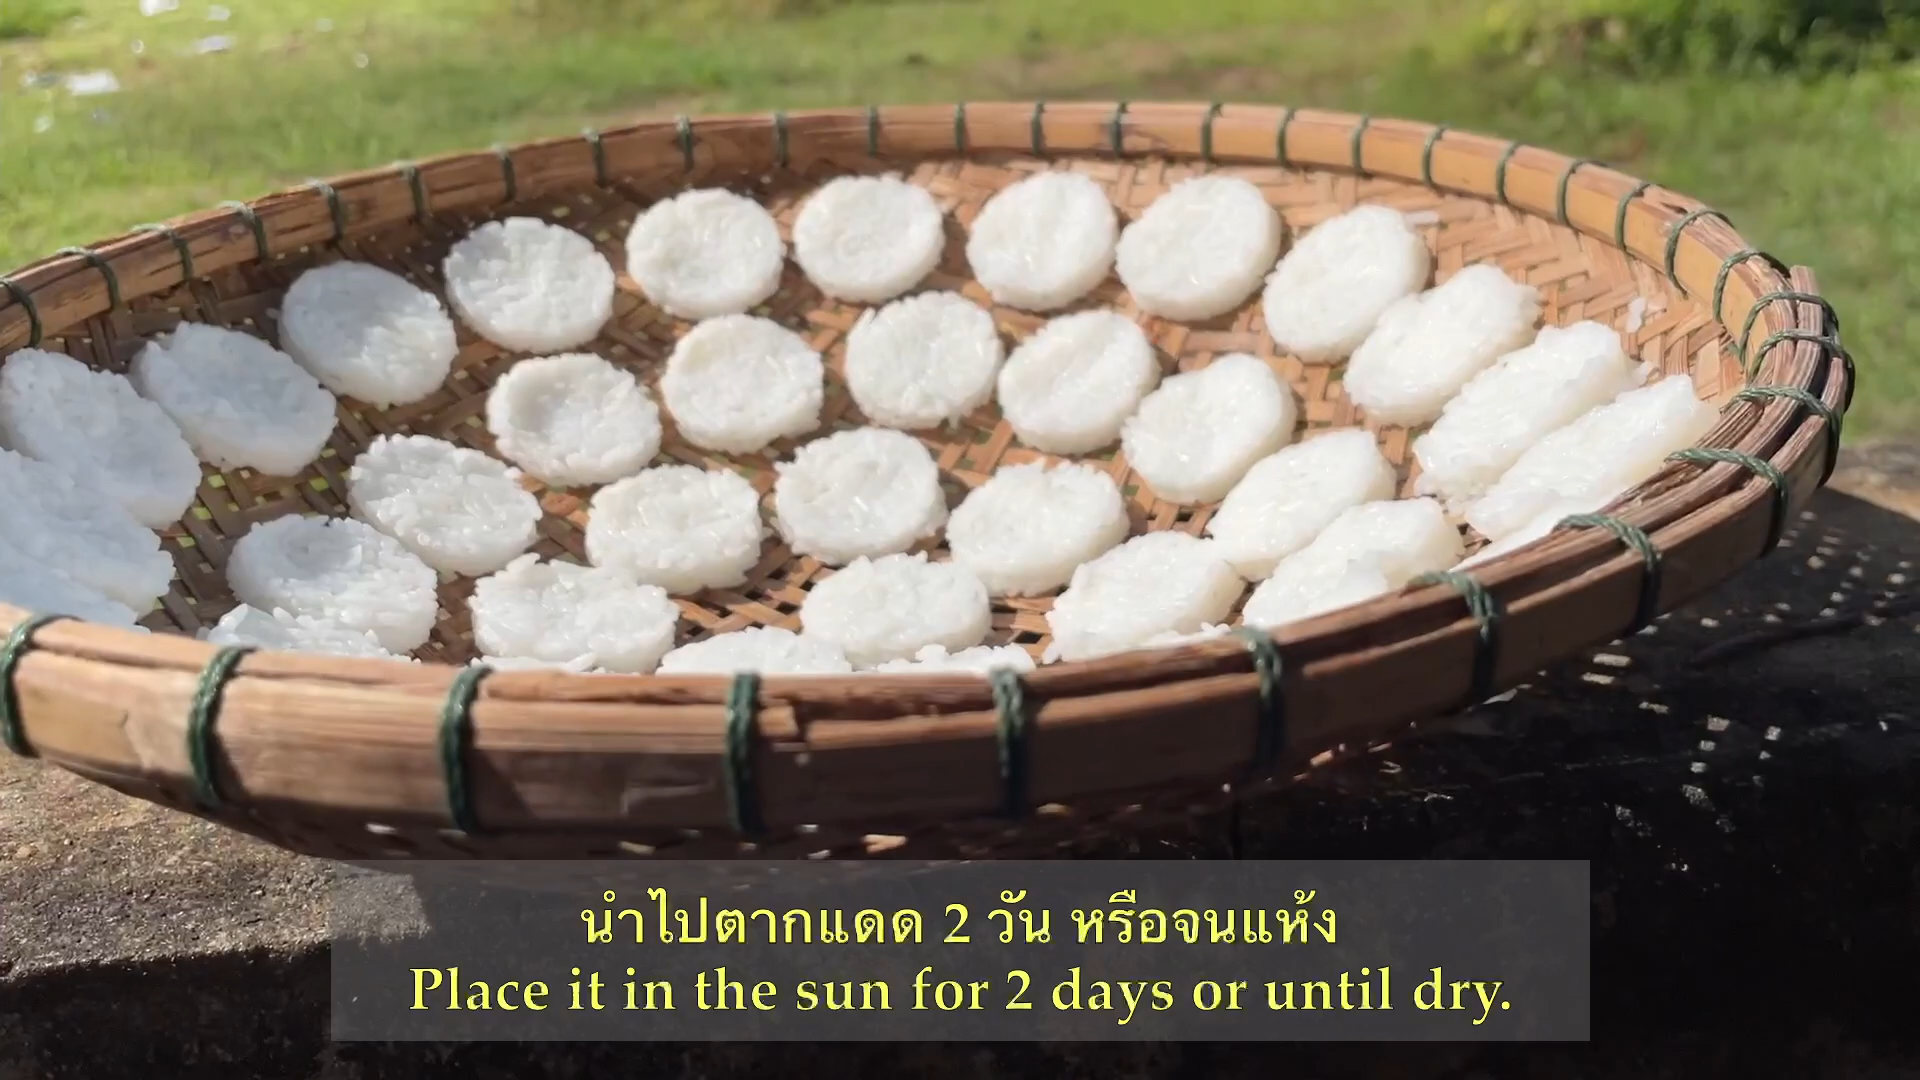 นำไปตากแดด 2 วัน หรือจนแห้ง
Place it in the sun for 2 days or until dry.